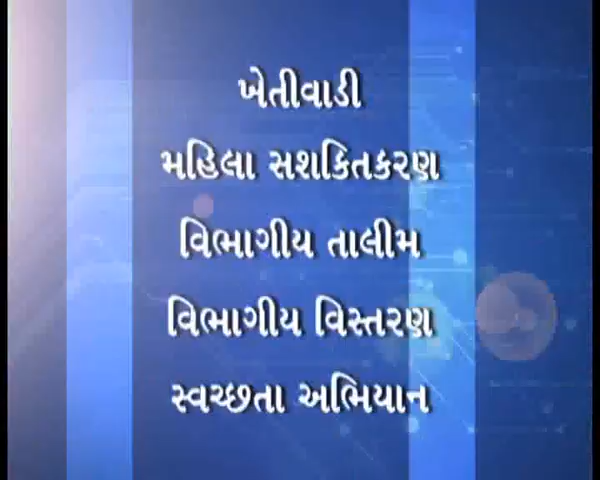 ખેતીવાડી
મહિલા સશકિતકરણ
વિભાગીય તાલીમ
વિભાગીય વિસ્તરણ
સ્વચ્છતા અભિયાન